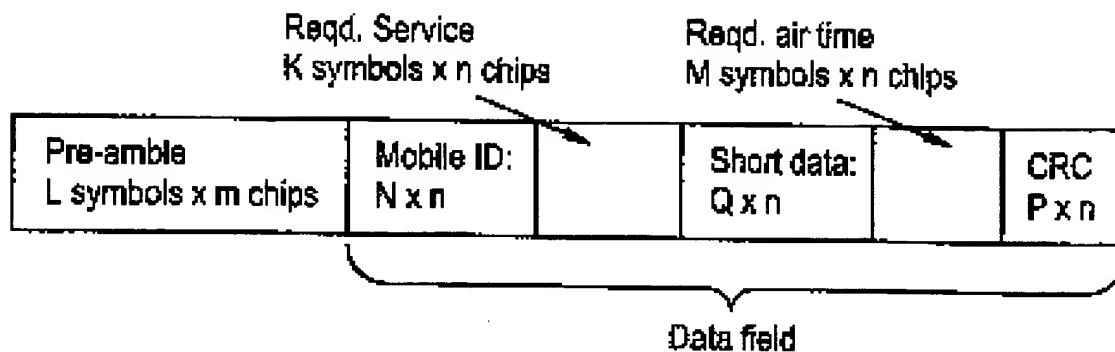 Reqd. Service
K symbols x n chips
Reqd. air time
M symbols x n chips
Pre-amble
L symbols x m chips
Mobile ID:
N x n
Short data:
Q x n
CRC
P x n
Data field